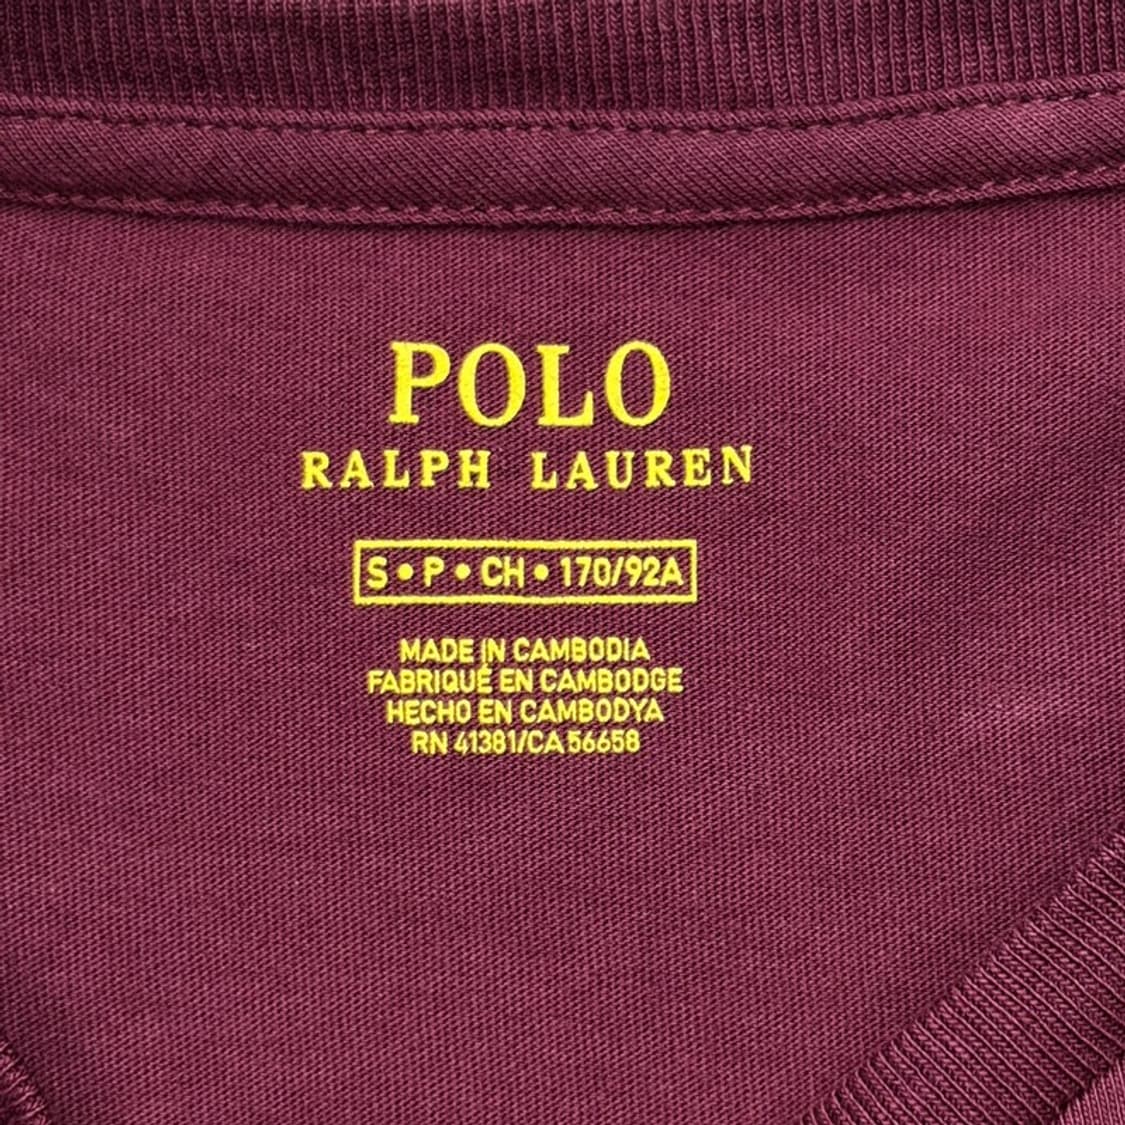 POLO
RALPH LAUREN
S • P • CH • 170/92A
MADE IN CAMBODIA
FABRIQUÉ EN CAMBODGE
HECHO EN CAMBODYA
RN 41381/CA 56658